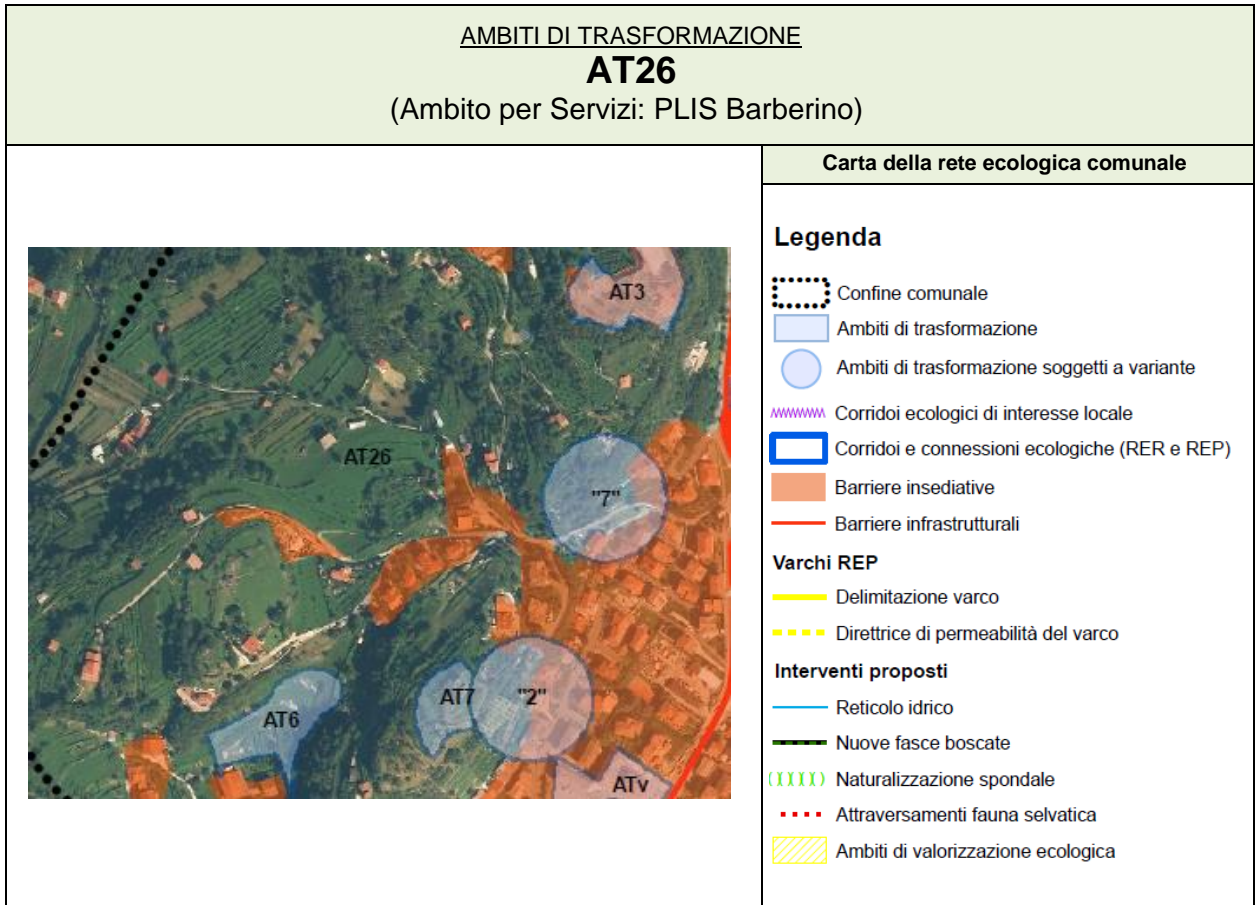 AMBITI DI TRASFORMAZIONE
AT26
(Ambito per Servizi: PLIS Barberino)
Carta della rete ecologica comunale
AT3
AT26
"7"
AT7
"2"
AT6
ATv
Legenda
Confine comunale
Ambiti di trasformazione
Ambiti di trasformazione soggetti a variante
Corridoi ecologici di interesse locale
Corridoi e connessioni ecologiche (RER e REP)
Barriere insediative
Barriere infrastrutturali
Varchi REP
Delimitazione varco
Direttrice di permeabilità del varco
Interventi proposti
Reticolo idrico
Nuove fasce boscate
Naturalizzazione spondale
Attraversamenti fauna selvatica
Ambiti di valorizzazione ecologica